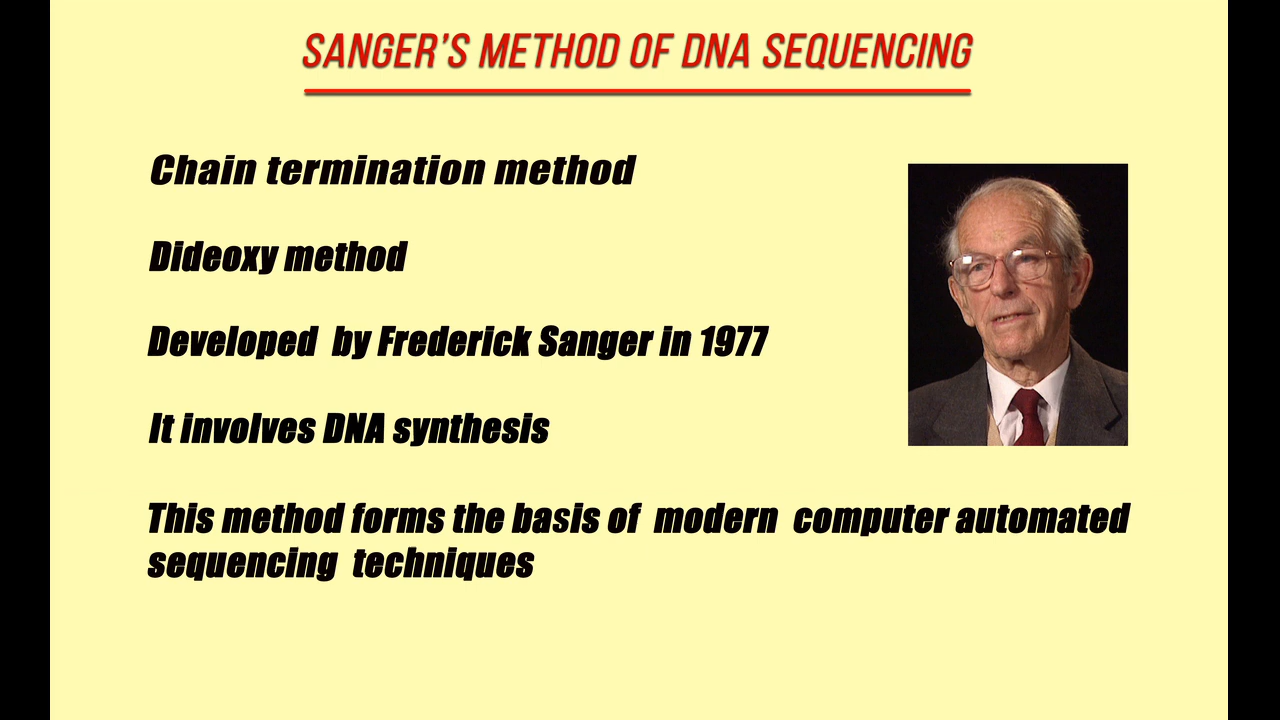 SANGER'S METHOD OF DNA SEQUENCING
Chain termination method
Dideoxy method
Developed by Frederick Sanger in 1977
It involves DNA synthesis
This method forms the basis of modern computer automated
sequencing techniques